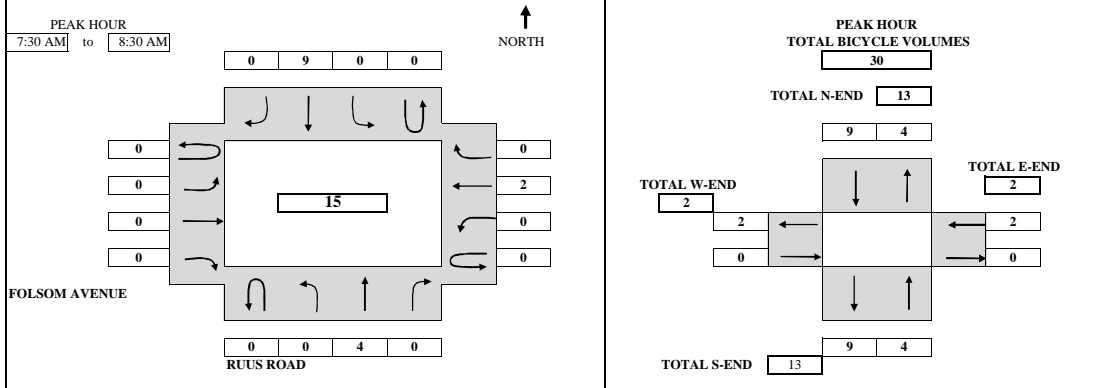 PEAK HOUR
7:30 AM to 8:30 AM
NORTH
0 9 0 0
0 0
0 2
15
0 0
0 0
FOLSOM AVENUE
0 0 4 0
RUUS ROAD
PEAK HOUR
TOTAL BICYCLE VOLUMES
30
TOTAL N-END 13
9 4
TOTAL E-END
2
TOTAL W-END
2
2 2
0 0
9 4
TOTAL S-END 13